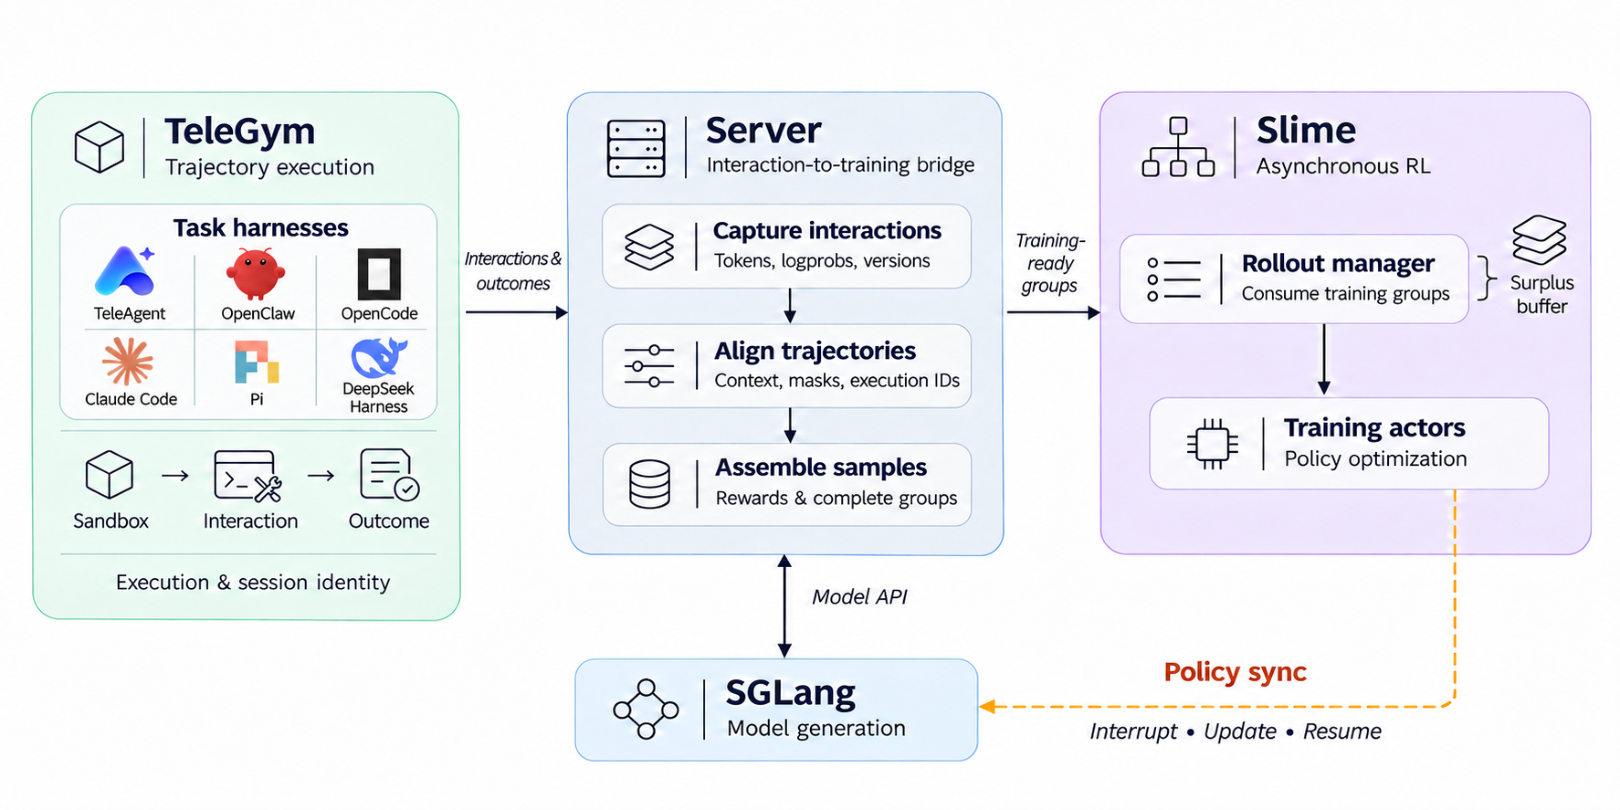 TeleGym
Trajectory execution
Task harnesses
TeleAgent
OpenClaw
OpenCode
Claude Code
Pi
DeepSeek
Harness
Sandbox
Interaction
Outcome
Execution & session identity
Interactions &
outcomes
Server
Interaction-to-training bridge
Capture interactions
Tokens, logprobs, versions
Align trajectories
Context, masks, execution IDs
Assemble samples
Rewards & complete groups
Model API
SGLang
Model generation
Training-
ready
groups
Slime
Asynchronous RL
Rollout manager
Consume training groups
Surplus
buffer
Training actors
Policy optimization
Policy sync
Interrupt • Update • Resume